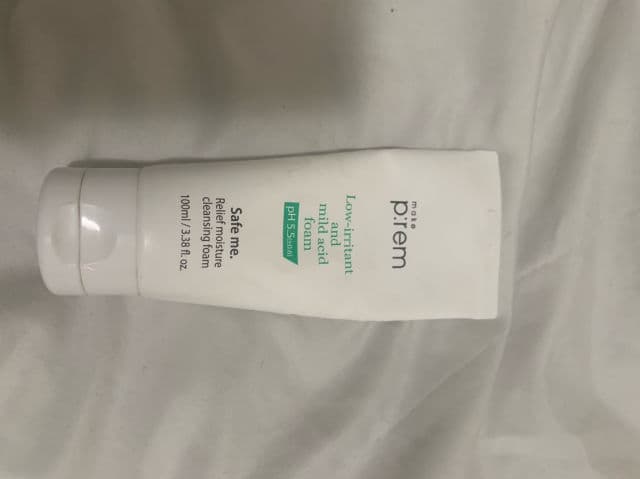 make
p:rem
Low-irritant
and
mild acid
foam
pH 5.5(±0.6)
Safe me.
Relief moisture
cleansing foam
100ml / 3.38 fl. oz.